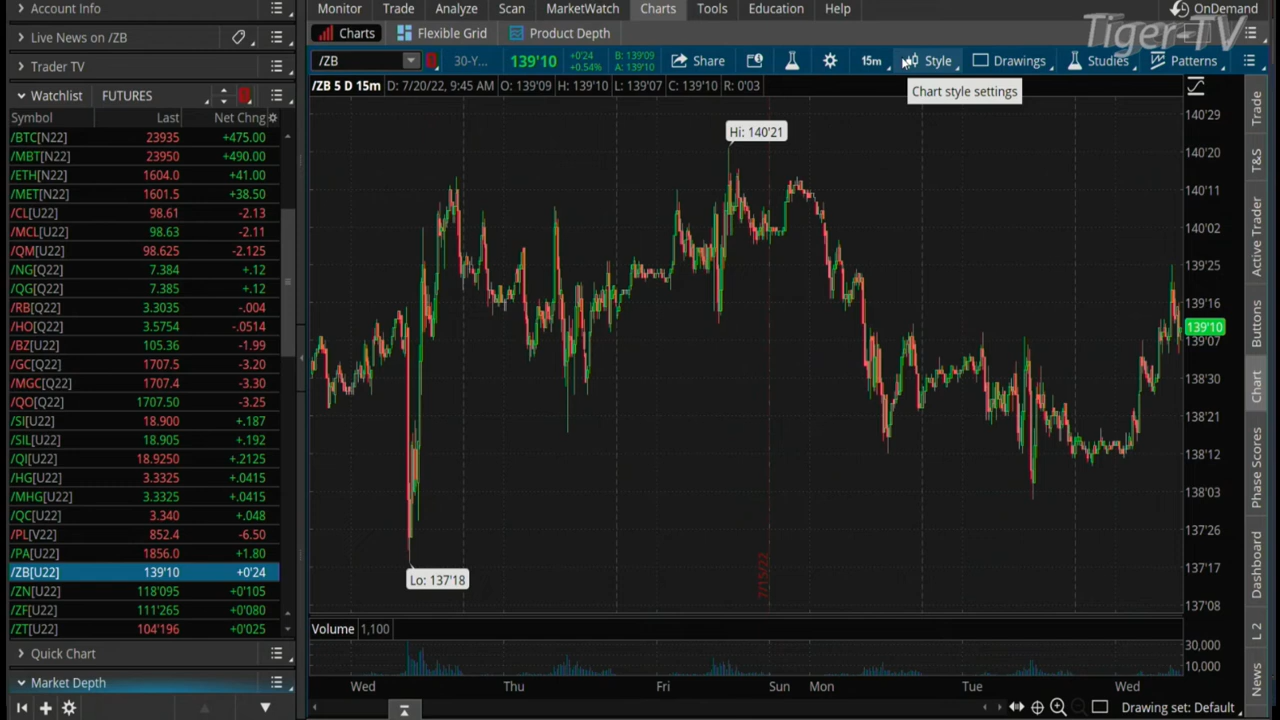 Account Info
Monitor Trade Analyze Scan MarketWatch Charts Tools Education Help OnDemand
Tiger-TV
Live News on /ZB
Charts Flexible Grid Product Depth
Trader TV
/ZB 30-Y... 139'10 +0'24 +0.54% B: 139'09 A: 139'10 Share 15m Style Drawings Studies Patterns
Watchlist FUTURES
/ZB 5 D 15m D: 7/20/22, 9:45 AM O: 139'09 H: 139'10 L: 139'07 C: 139'10 R: 0'03
Chart style settings
Symbol Last Net Chng
/BTC[N22] 23935 +475.00
/MBT[N22] 23950 +490.00
/ETH[N22] 1604.0 +41.00
/MET[N22] 1601.5 +38.50
/CL[U22] 98.61 -2.13
/MCL[U22] 98.63 -2.11
/QM[U22] 98.625 -2.125
/NG[Q22] 7.384 +.12
/QG[Q22] 7.385 +.12
/RB[Q22] 3.3035 -.004
/HO[Q22] 3.5754 -.0514
/BZ[U22] 105.36 -1.99
/GC[Q22] 1707.5 -3.20
/MGC[Q22] 1707.4 -3.30
/QO[Q22] 1707.50 -3.25
/SI[U22] 18.900 +.187
/SIL[U22] 18.905 +.192
/QI[U22] 18.9250 +.2125
/HG[U22] 3.3325 +.0415
/MHG[U22] 3.3325 +.0415
/QC[U22] 3.340 +.048
/PL[V22] 852.4 -6.50
/PA[U22] 1856.0 +1.80
/ZB[U22] 139'10 +0'24
/ZN[U22] 118'095 +0'105
/ZF[U22] 111'265 +0'080
/ZT[U22] 104'196 +0'025
Quick Chart
Market Depth
Hi: 140'21
Lo: 137'18
7/15/22
140'29
140'20
140'11
140'02
139'25
139'16
139'10
139'07
138'30
138'21
138'12
138'03
137'26
137'17
137'08
Volume 1,100
30,000
10,000
Wed Thu Fri Sun Mon Tue Wed
Drawing set: Default
Trade
T&S
Active Trader
Buttons
Chart
Phase Scores
Dashboard
L 2
News